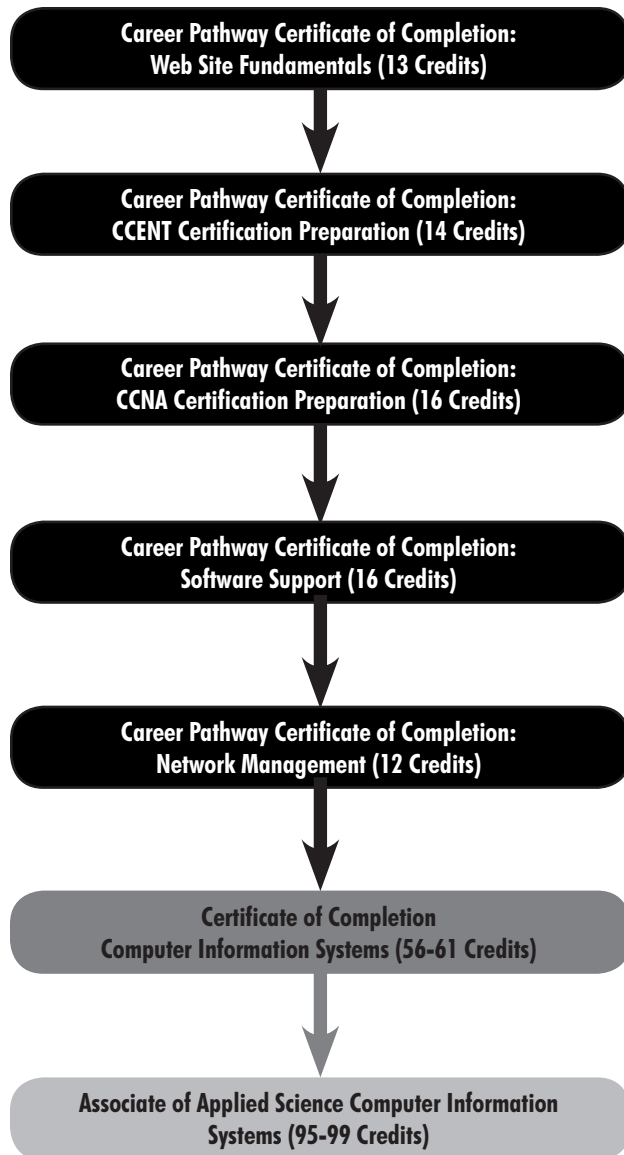 Career Pathway Certificate of Completion:
Web Site Fundamentals (13 Credits)
Career Pathway Certificate of Completion:
CCENT Certification Preparation (14 Credits)
Career Pathway Certificate of Completion:
CCNA Certification Preparation (16 Credits)
Career Pathway Certificate of Completion:
Software Support (16 Credits)
Career Pathway Certificate of Completion:
Network Management (12 Credits)
Certificate of Completion
Computer Information Systems (56-61 Credits)
Associate of Applied Science Computer Information
Systems (95-99 Credits)